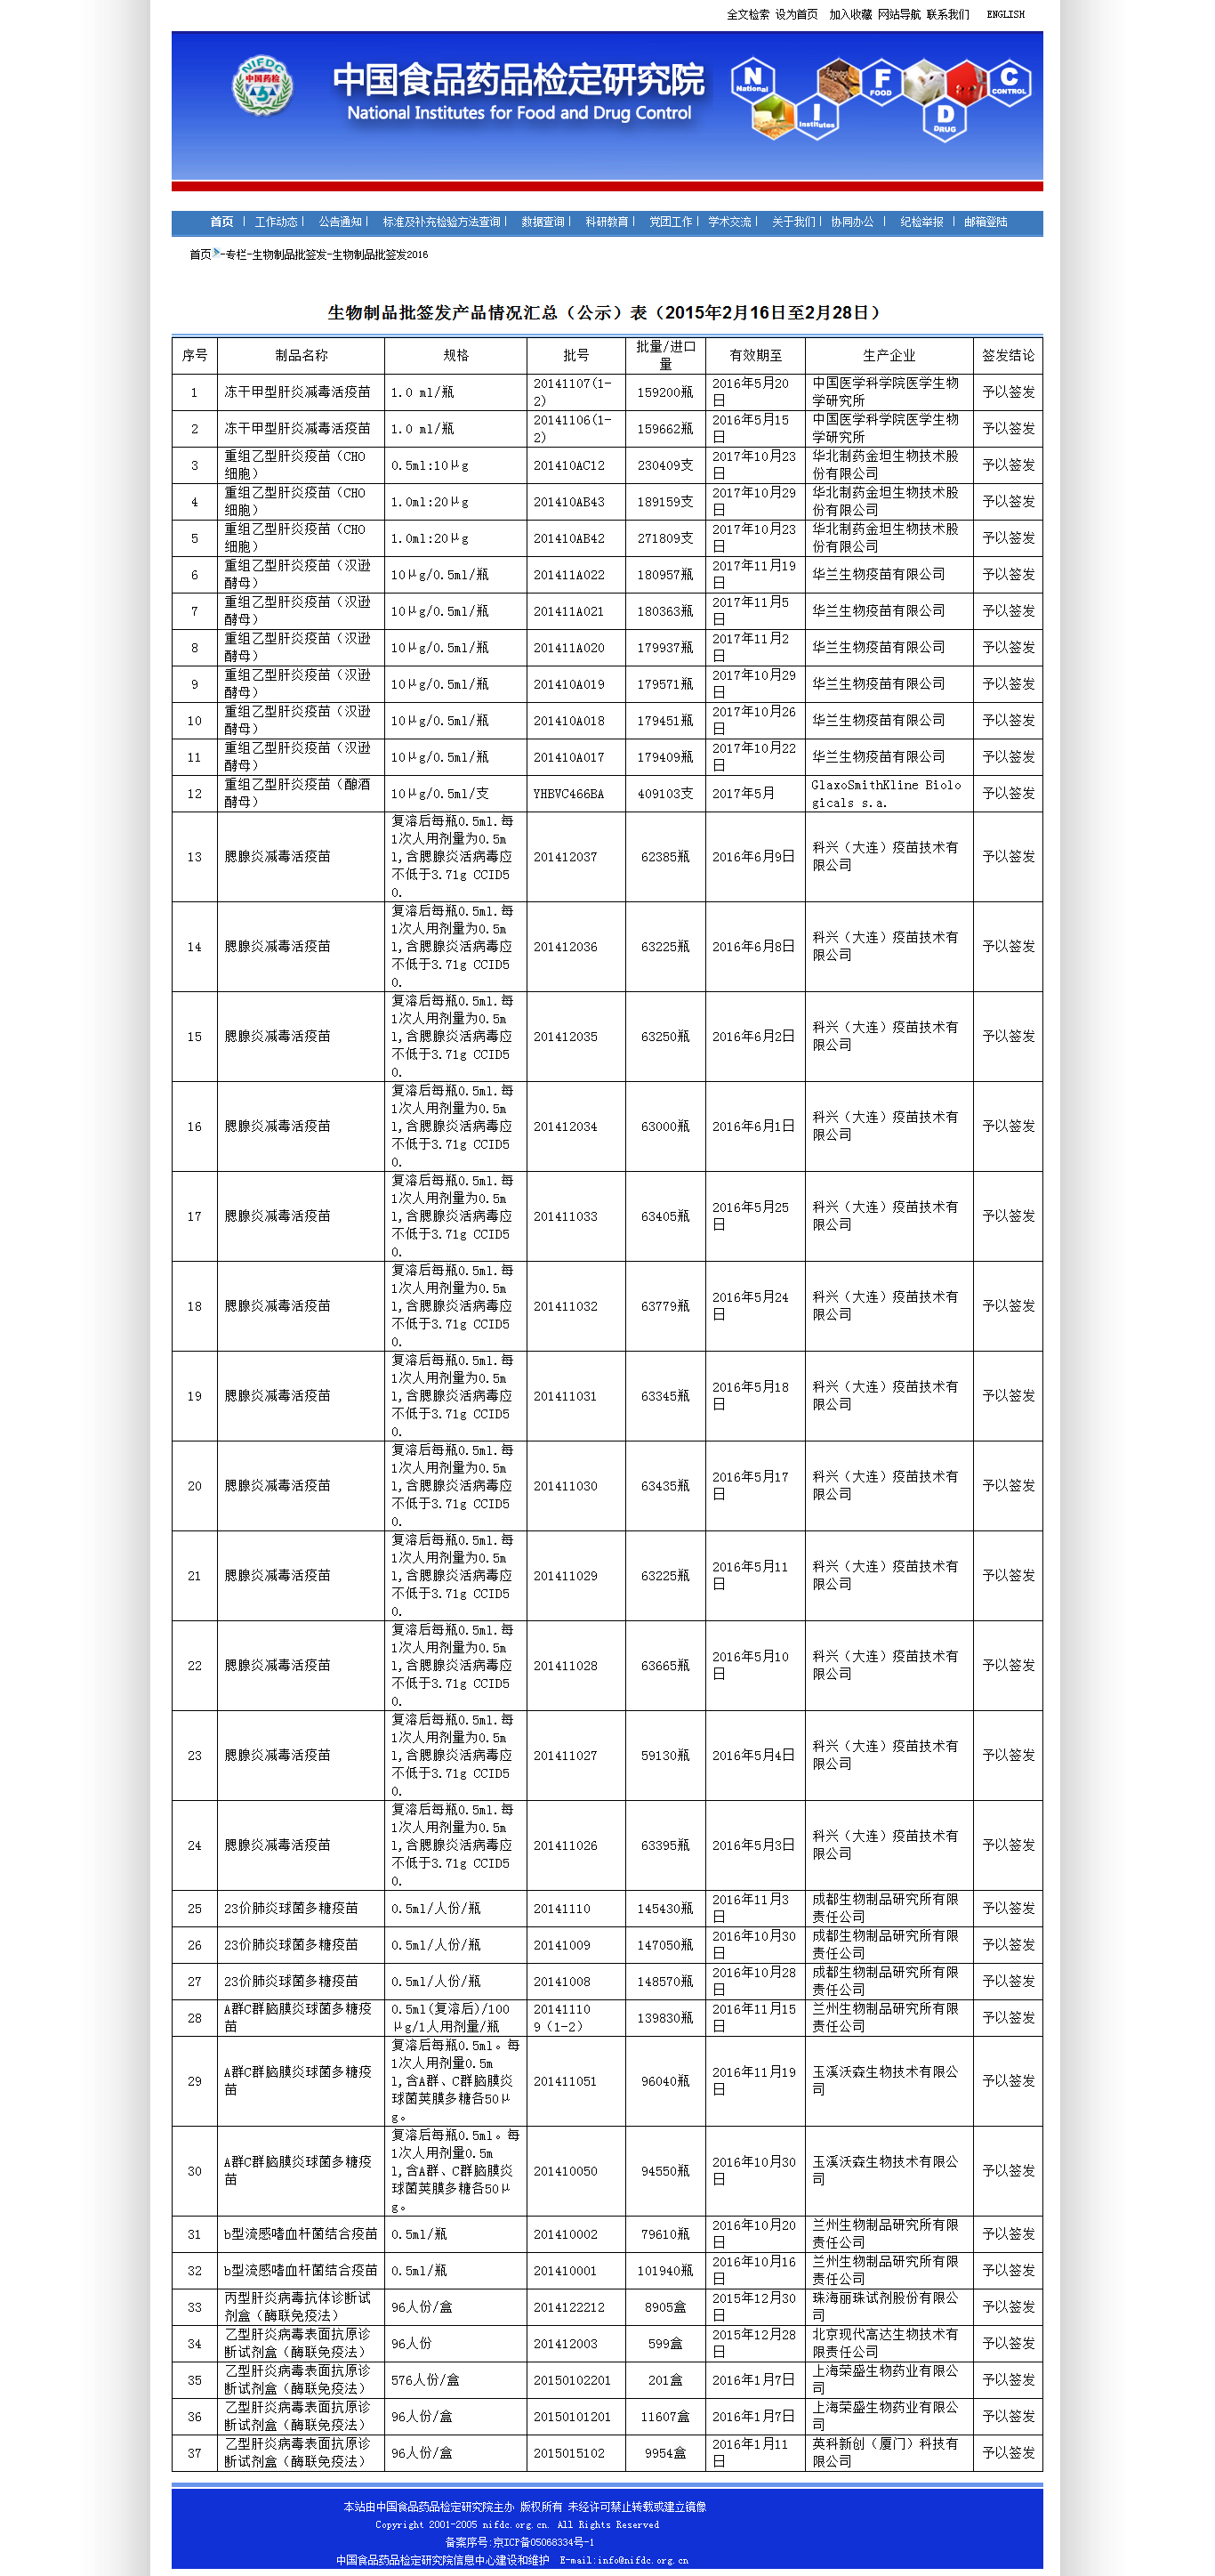 全文检索 设为首页 加入收藏 网站导航 联系我们 ENGLISH
NIFDC
中国药检
中国食品药品检定研究院
National Institutes for Food and Drug Control
N National I Institutes F FOOD D DRUG C CONTROL
首页 | 工作动态 | 公告通知 | 标准及补充检验方法查询 | 数据查询 | 科研教育 | 党团工作 | 学术交流 | 关于我们 | 协同办公 | 纪检举报 | 邮箱登陆
首页 -专栏-生物制品批签发-生物制品批签发2016
生物制品批签发产品情况汇总（公示）表（2015年2月16日至2月28日）
序号 制品名称 规格 批号 批量/进口量 有效期至 生产企业 签发结论
1 冻干甲型肝炎减毒活疫苗 1.0 ml/瓶 20141107(1-2) 159200瓶 2016年5月20日 中国医学科学院医学生物学研究所 予以签发
2 冻干甲型肝炎减毒活疫苗 1.0 ml/瓶 20141106(1-2) 159662瓶 2016年5月15日 中国医学科学院医学生物学研究所 予以签发
3 重组乙型肝炎疫苗（CHO细胞） 0.5ml:10μg 201410AC12 230409支 2017年10月23日 华北制药金坦生物技术股份有限公司 予以签发
4 重组乙型肝炎疫苗（CHO细胞） 1.0ml:20μg 201410AB43 189159支 2017年10月29日 华北制药金坦生物技术股份有限公司 予以签发
5 重组乙型肝炎疫苗（CHO细胞） 1.0ml:20μg 201410AB42 271809支 2017年10月23日 华北制药金坦生物技术股份有限公司 予以签发
6 重组乙型肝炎疫苗（汉逊酵母） 10μg/0.5ml/瓶 201411A022 180957瓶 2017年11月19日 华兰生物疫苗有限公司 予以签发
7 重组乙型肝炎疫苗（汉逊酵母） 10μg/0.5ml/瓶 201411A021 180363瓶 2017年11月5日 华兰生物疫苗有限公司 予以签发
8 重组乙型肝炎疫苗（汉逊酵母） 10μg/0.5ml/瓶 201411A020 179937瓶 2017年11月2日 华兰生物疫苗有限公司 予以签发
9 重组乙型肝炎疫苗（汉逊酵母） 10μg/0.5ml/瓶 201410A019 179571瓶 2017年10月29日 华兰生物疫苗有限公司 予以签发
10 重组乙型肝炎疫苗（汉逊酵母） 10μg/0.5ml/瓶 201410A018 179451瓶 2017年10月26日 华兰生物疫苗有限公司 予以签发
11 重组乙型肝炎疫苗（汉逊酵母） 10μg/0.5ml/瓶 201410A017 179409瓶 2017年10月22日 华兰生物疫苗有限公司 予以签发
12 重组乙型肝炎疫苗（酿酒酵母） 10μg/0.5ml/支 YHBVC466BA 409103支 2017年5月 GlaxoSmithKline Biologicals s.a. 予以签发
13 腮腺炎减毒活疫苗 复溶后每瓶0.5ml.每1次人用剂量为0.5ml,含腮腺炎活病毒应不低于3.71g CCID50. 201412037 62385瓶 2016年6月9日 科兴（大连）疫苗技术有限公司 予以签发
14 腮腺炎减毒活疫苗 复溶后每瓶0.5ml.每1次人用剂量为0.5ml,含腮腺炎活病毒应不低于3.71g CCID50. 201412036 63225瓶 2016年6月8日 科兴（大连）疫苗技术有限公司 予以签发
15 腮腺炎减毒活疫苗 复溶后每瓶0.5ml.每1次人用剂量为0.5ml,含腮腺炎活病毒应不低于3.71g CCID50. 201412035 63250瓶 2016年6月2日 科兴（大连）疫苗技术有限公司 予以签发
16 腮腺炎减毒活疫苗 复溶后每瓶0.5ml.每1次人用剂量为0.5ml,含腮腺炎活病毒应不低于3.71g CCID50. 201412034 63000瓶 2016年6月1日 科兴（大连）疫苗技术有限公司 予以签发
17 腮腺炎减毒活疫苗 复溶后每瓶0.5ml.每1次人用剂量为0.5ml,含腮腺炎活病毒应不低于3.71g CCID50. 201411033 63405瓶 2016年5月25日 科兴（大连）疫苗技术有限公司 予以签发
18 腮腺炎减毒活疫苗 复溶后每瓶0.5ml.每1次人用剂量为0.5ml,含腮腺炎活病毒应不低于3.71g CCID50. 201411032 63779瓶 2016年5月24日 科兴（大连）疫苗技术有限公司 予以签发
19 腮腺炎减毒活疫苗 复溶后每瓶0.5ml.每1次人用剂量为0.5ml,含腮腺炎活病毒应不低于3.71g CCID50. 201411031 63345瓶 2016年5月18日 科兴（大连）疫苗技术有限公司 予以签发
20 腮腺炎减毒活疫苗 复溶后每瓶0.5ml.每1次人用剂量为0.5ml,含腮腺炎活病毒应不低于3.71g CCID50. 201411030 63435瓶 2016年5月17日 科兴（大连）疫苗技术有限公司 予以签发
21 腮腺炎减毒活疫苗 复溶后每瓶0.5ml.每1次人用剂量为0.5ml,含腮腺炎活病毒应不低于3.71g CCID50. 201411029 63225瓶 2016年5月11日 科兴（大连）疫苗技术有限公司 予以签发
22 腮腺炎减毒活疫苗 复溶后每瓶0.5ml.每1次人用剂量为0.5ml,含腮腺炎活病毒应不低于3.71g CCID50. 201411028 63665瓶 2016年5月10日 科兴（大连）疫苗技术有限公司 予以签发
23 腮腺炎减毒活疫苗 复溶后每瓶0.5ml.每1次人用剂量为0.5ml,含腮腺炎活病毒应不低于3.71g CCID50. 201411027 59130瓶 2016年5月4日 科兴（大连）疫苗技术有限公司 予以签发
24 腮腺炎减毒活疫苗 复溶后每瓶0.5ml.每1次人用剂量为0.5ml,含腮腺炎活病毒应不低于3.71g CCID50. 201411026 63395瓶 2016年5月3日 科兴（大连）疫苗技术有限公司 予以签发
25 23价肺炎球菌多糖疫苗 0.5ml/人份/瓶 20141110 145430瓶 2016年11月3日 成都生物制品研究所有限责任公司 予以签发
26 23价肺炎球菌多糖疫苗 0.5ml/人份/瓶 20141009 147050瓶 2016年10月30日 成都生物制品研究所有限责任公司 予以签发
27 23价肺炎球菌多糖疫苗 0.5ml/人份/瓶 20141008 148570瓶 2016年10月28日 成都生物制品研究所有限责任公司 予以签发
28 A群C群脑膜炎球菌多糖疫苗 0.5ml(复溶后)/100μg/1人用剂量/瓶 201411109（1-2） 139830瓶 2016年11月15日 兰州生物制品研究所有限责任公司 予以签发
29 A群C群脑膜炎球菌多糖疫苗 复溶后每瓶0.5ml。每1次人用剂量0.5ml,含A群、C群脑膜炎球菌荚膜多糖各50μg。 201411051 96040瓶 2016年11月19日 玉溪沃森生物技术有限公司 予以签发
30 A群C群脑膜炎球菌多糖疫苗 复溶后每瓶0.5ml。每1次人用剂量0.5ml,含A群、C群脑膜炎球菌荚膜多糖各50μg。 201410050 94550瓶 2016年10月30日 玉溪沃森生物技术有限公司 予以签发
31 b型流感嗜血杆菌结合疫苗 0.5ml/瓶 201410002 79610瓶 2016年10月20日 兰州生物制品研究所有限责任公司 予以签发
32 b型流感嗜血杆菌结合疫苗 0.5ml/瓶 201410001 101940瓶 2016年10月16日 兰州生物制品研究所有限责任公司 予以签发
33 丙型肝炎病毒抗体诊断试剂盒（酶联免疫法） 96人份/盒 2014122212 8905盒 2015年12月30日 珠海丽珠试剂股份有限公司 予以签发
34 乙型肝炎病毒表面抗原诊断试剂盒（酶联免疫法） 96人份 201412003 599盒 2015年12月28日 北京现代高达生物技术有限责任公司 予以签发
35 乙型肝炎病毒表面抗原诊断试剂盒（酶联免疫法） 576人份/盒 20150102201 201盒 2016年1月7日 上海荣盛生物药业有限公司 予以签发
36 乙型肝炎病毒表面抗原诊断试剂盒（酶联免疫法） 96人份/盒 20150101201 11607盒 2016年1月7日 上海荣盛生物药业有限公司 予以签发
37 乙型肝炎病毒表面抗原诊断试剂盒（酶联免疫法） 96人份/盒 2015015102 9954盒 2016年1月11日 英科新创（厦门）科技有限公司 予以签发
本站由中国食品药品检定研究院主办 版权所有 未经许可禁止转载或建立镜像
Copyright 2001-2005 nifdc.org.cn. All Rights Reserved
备案序号:京ICP备05068334号-1
中国食品药品检定研究院信息中心建设和维护 E-mail:info@nifdc.org.cn